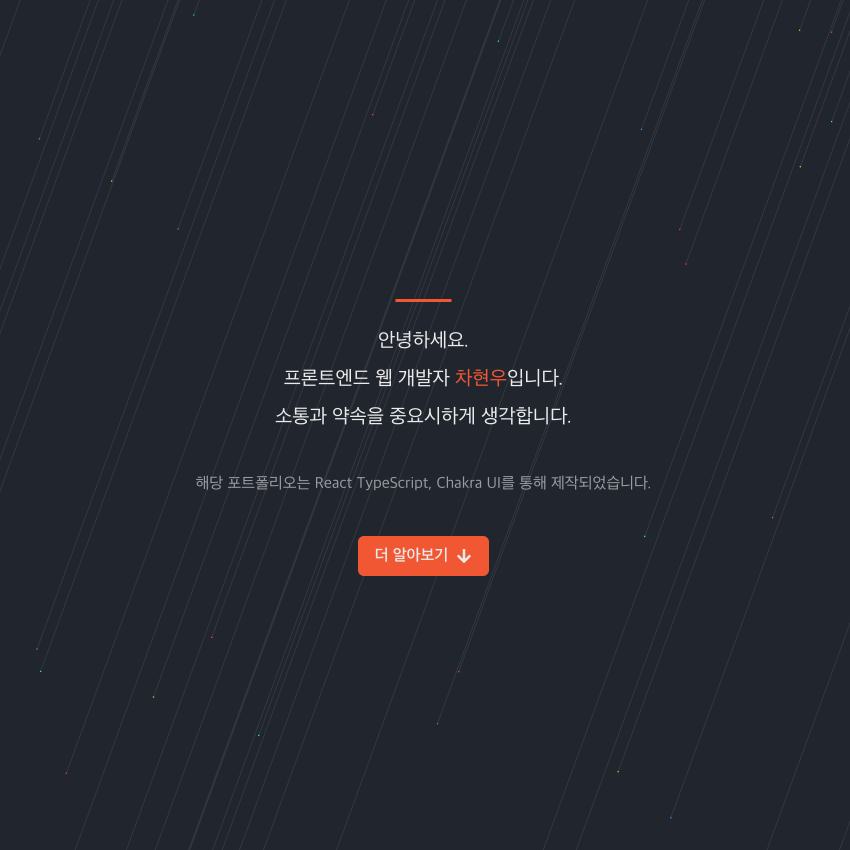 안녕하세요.
프론트엔드 웹 개발자 차현우입니다.
소통과 약속을 중요시하게 생각합니다.
해당 포트폴리오는 React TypeScript, Chakra UI를 통해 제작되었습니다.
더 알아보기